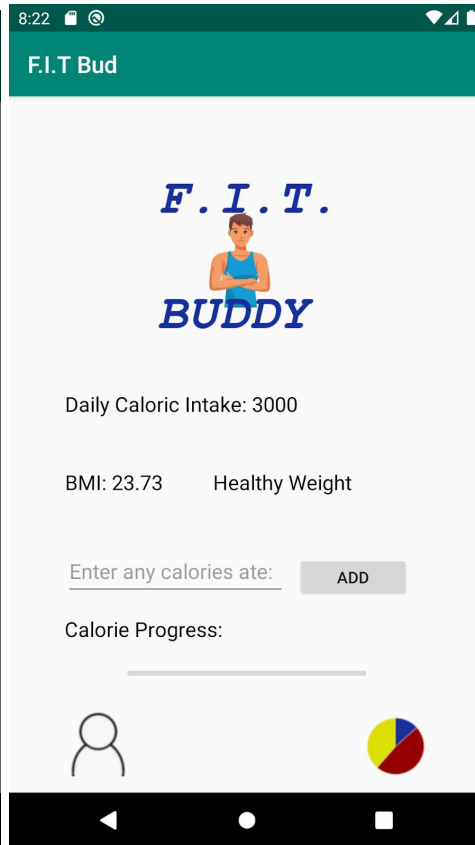 8:22
F.I.T Bud
F.I.T.
BUDDY
Daily Caloric Intake: 3000
BMI: 23.73 Healthy Weight
Enter any calories ate: ADD
Calorie Progress: